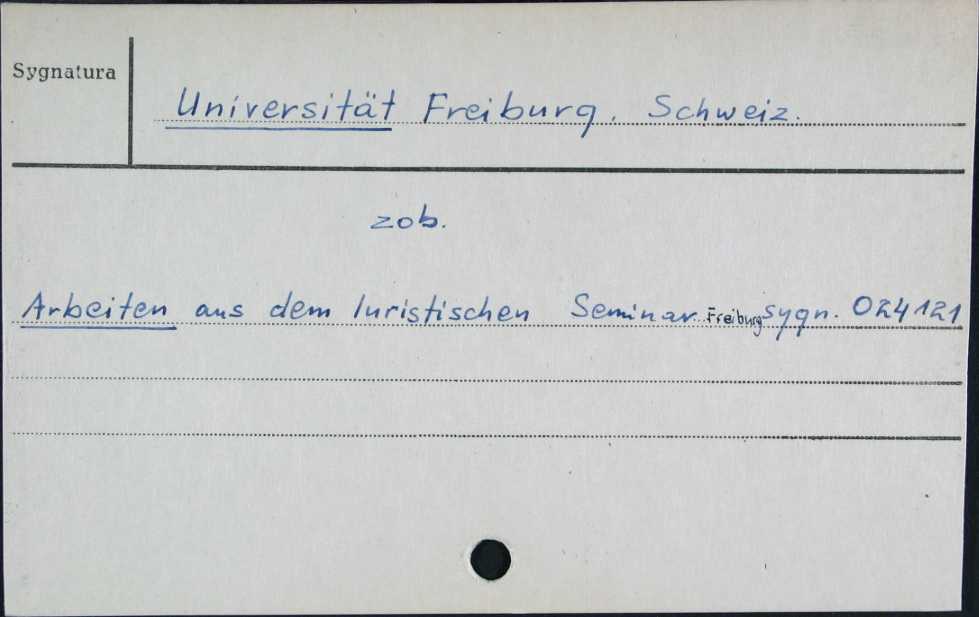 Sygnatura
Universität Freiburg. Schweiz.
zob.
Arbeiten aus dem Iuristischen Seminar Freiburg sygn. 024121